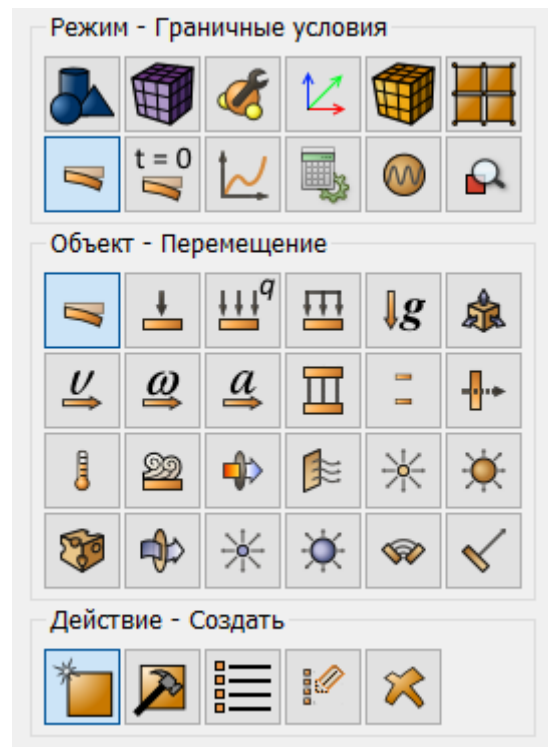 Режим - Граничные условия
t = 0
Объект - Перемещение
q
g
υ ω a
Действие - Создать